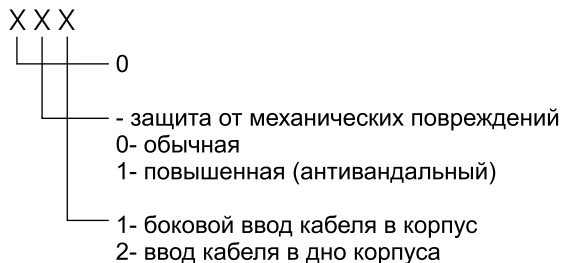 X X X
0
- защита от механических повреждений
0- обычная
1- повышенная (антивандальный)
1- боковой ввод кабеля в корпус
2- ввод кабеля в дно корпуса